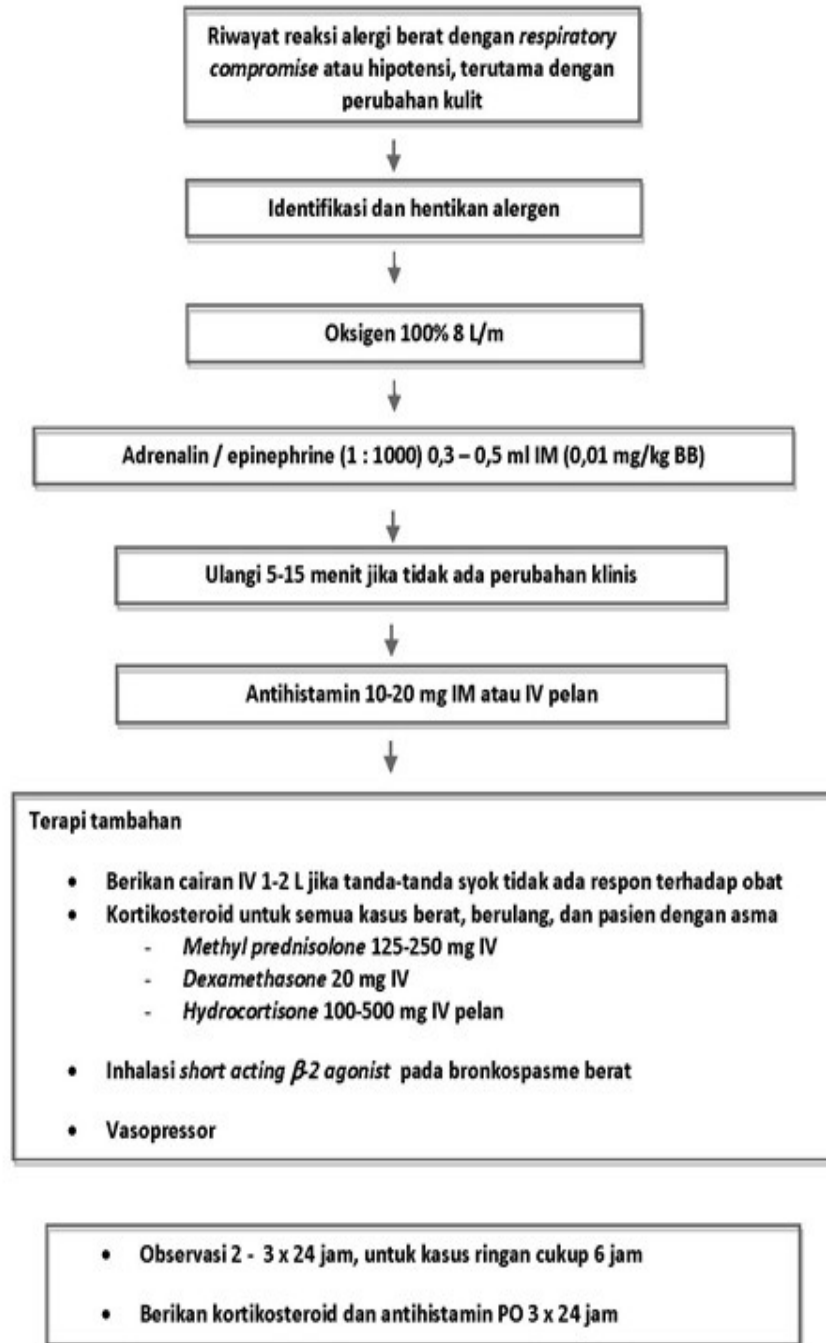 Riwayat reaksi alergi berat dengan respiratory
compromise atau hipotensi, terutama dengan
perubahan kulit
Identifikasi dan hentikan alergen
Oksigen 100% 8 L/m
Adrenalin / epinephrine (1 : 1000) 0,3 – 0,5 ml IM (0,01 mg/kg BB)
Ulangi 5-15 menit jika tidak ada perubahan klinis
Antihistamin 10-20 mg IM atau IV pelan
Terapi tambahan
• Berikan cairan IV 1-2 L jika tanda-tanda syok tidak ada respon terhadap obat
• Kortikosteroid untuk semua kasus berat, berulang, dan pasien dengan asma
- Methyl prednisolone 125-250 mg IV
- Dexamethasone 20 mg IV
- Hydrocortisone 100-500 mg IV pelan
• Inhalasi short acting β-2 agonist pada bronkospasme berat
• Vasopressor
• Observasi 2 - 3 x 24 jam, untuk kasus ringan cukup 6 jam
• Berikan kortikosteroid dan antihistamin PO 3 x 24 jam